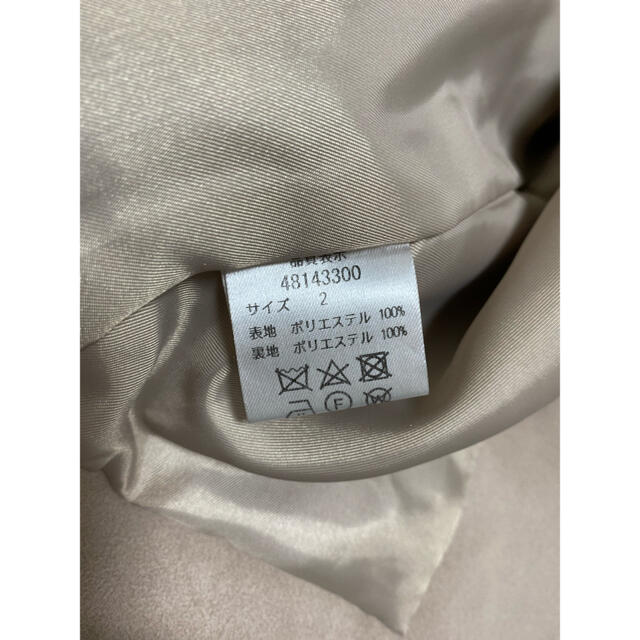 品質表示
48143300
サイズ 2
表地 ポリエステル 100%
裏地 ポリエステル 100%
F
W